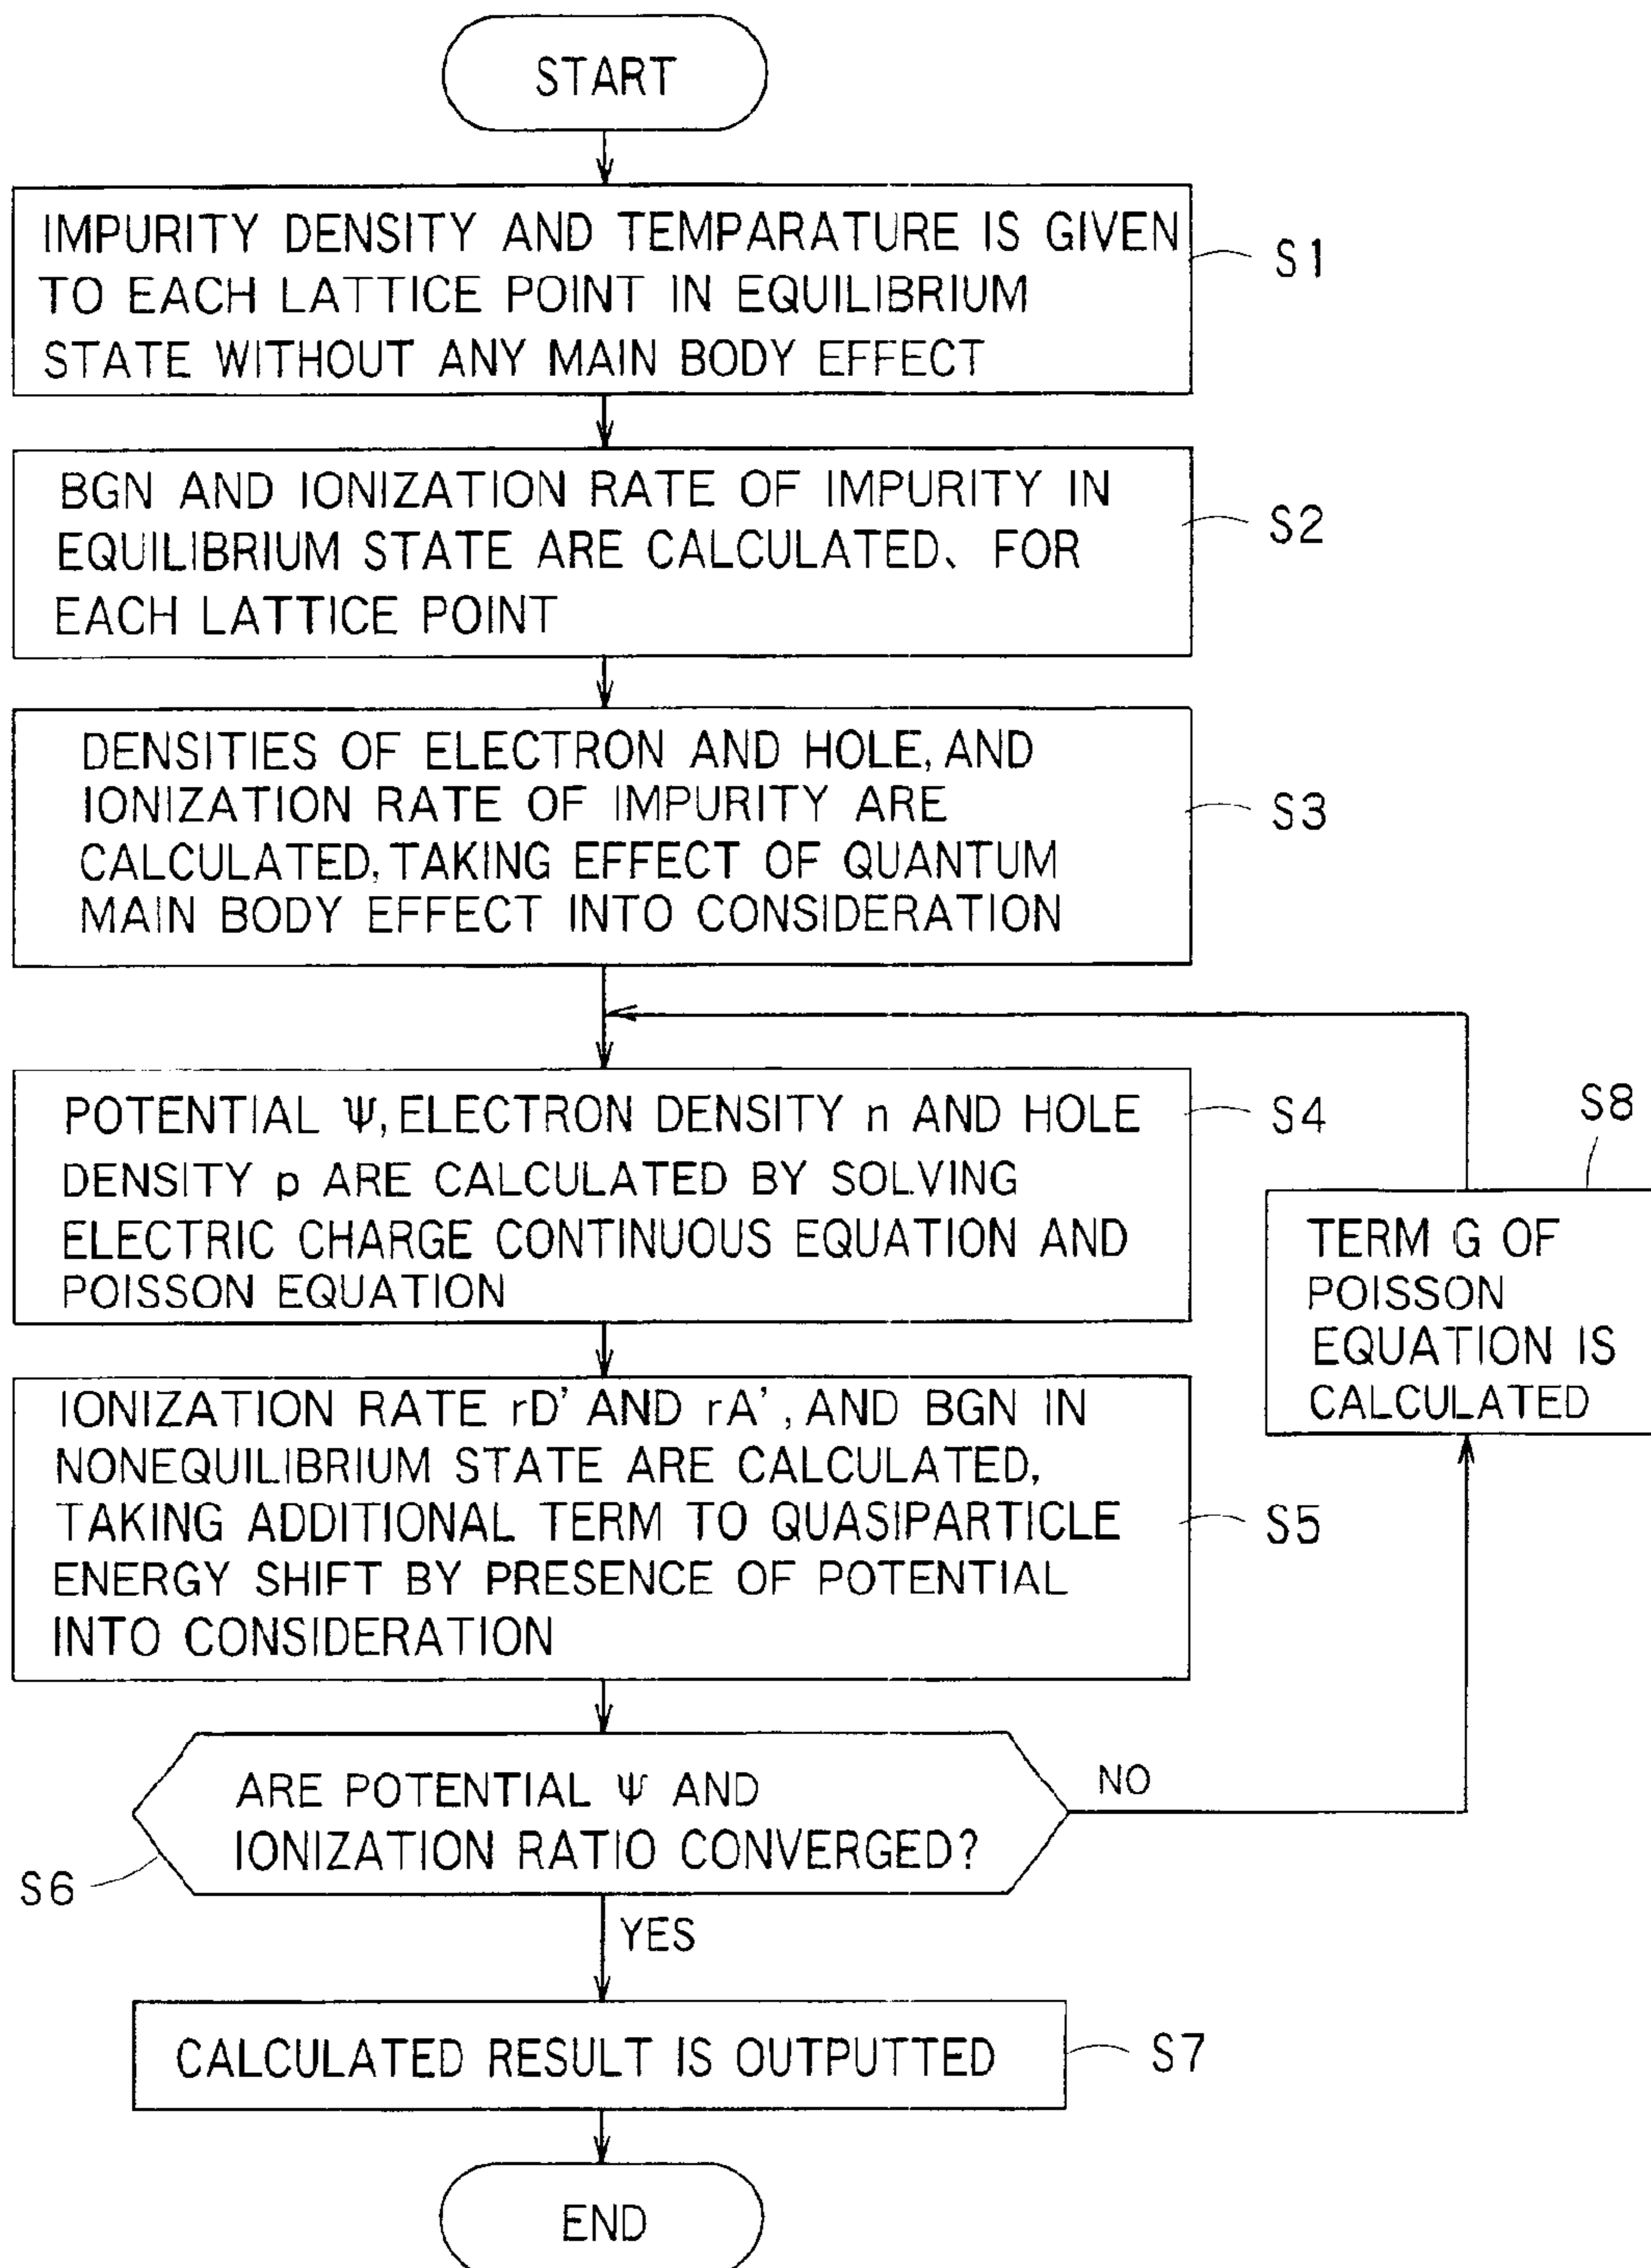 START
IMPURITY DENSITY AND TEMPARATURE IS GIVEN
TO EACH LATTICE POINT IN EQUILIBRIUM
STATE WITHOUT ANY MAIN BODY EFFECT
S1
BGN AND IONIZATION RATE OF IMPURITY IN
EQUILIBRIUM STATE ARE CALCULATED、FOR
EACH LATTICE POINT
S2
DENSITIES OF ELECTRON AND HOLE, AND
IONIZATION RATE OF IMPURITY ARE
CALCULATED, TAKING EFFECT OF QUANTUM
MAIN BODY EFFECT INTO CONSIDERATION
S3
POTENTIAL Ψ, ELECTRON DENSITY n AND HOLE
DENSITY p ARE CALCULATED BY SOLVING
ELECTRIC CHARGE CONTINUOUS EQUATION AND
POISSON EQUATION
S4
S8
TERM G OF
POISSON
EQUATION IS
CALCULATED
IONIZATION RATE rD' AND rA', AND BGN IN
NONEQUILIBRIUM STATE ARE CALCULATED,
TAKING ADDITIONAL TERM TO QUASIPARTICLE
ENERGY SHIFT BY PRESENCE OF POTENTIAL
INTO CONSIDERATION
S5
ARE POTENTIAL Ψ AND
IONIZATION RATIO CONVERGED?
NO
S6
YES
CALCULATED RESULT IS OUTPUTTED
S7
END